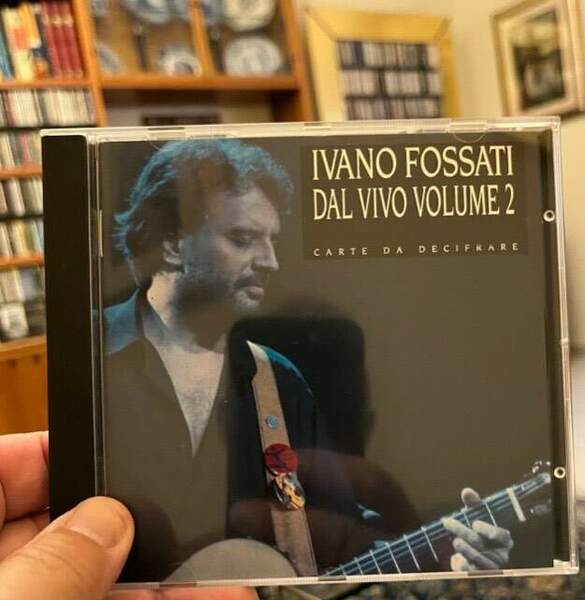 IVANO FOSSATI
DAL VIVO VOLUME 2
CARTE DA DECIFRARE